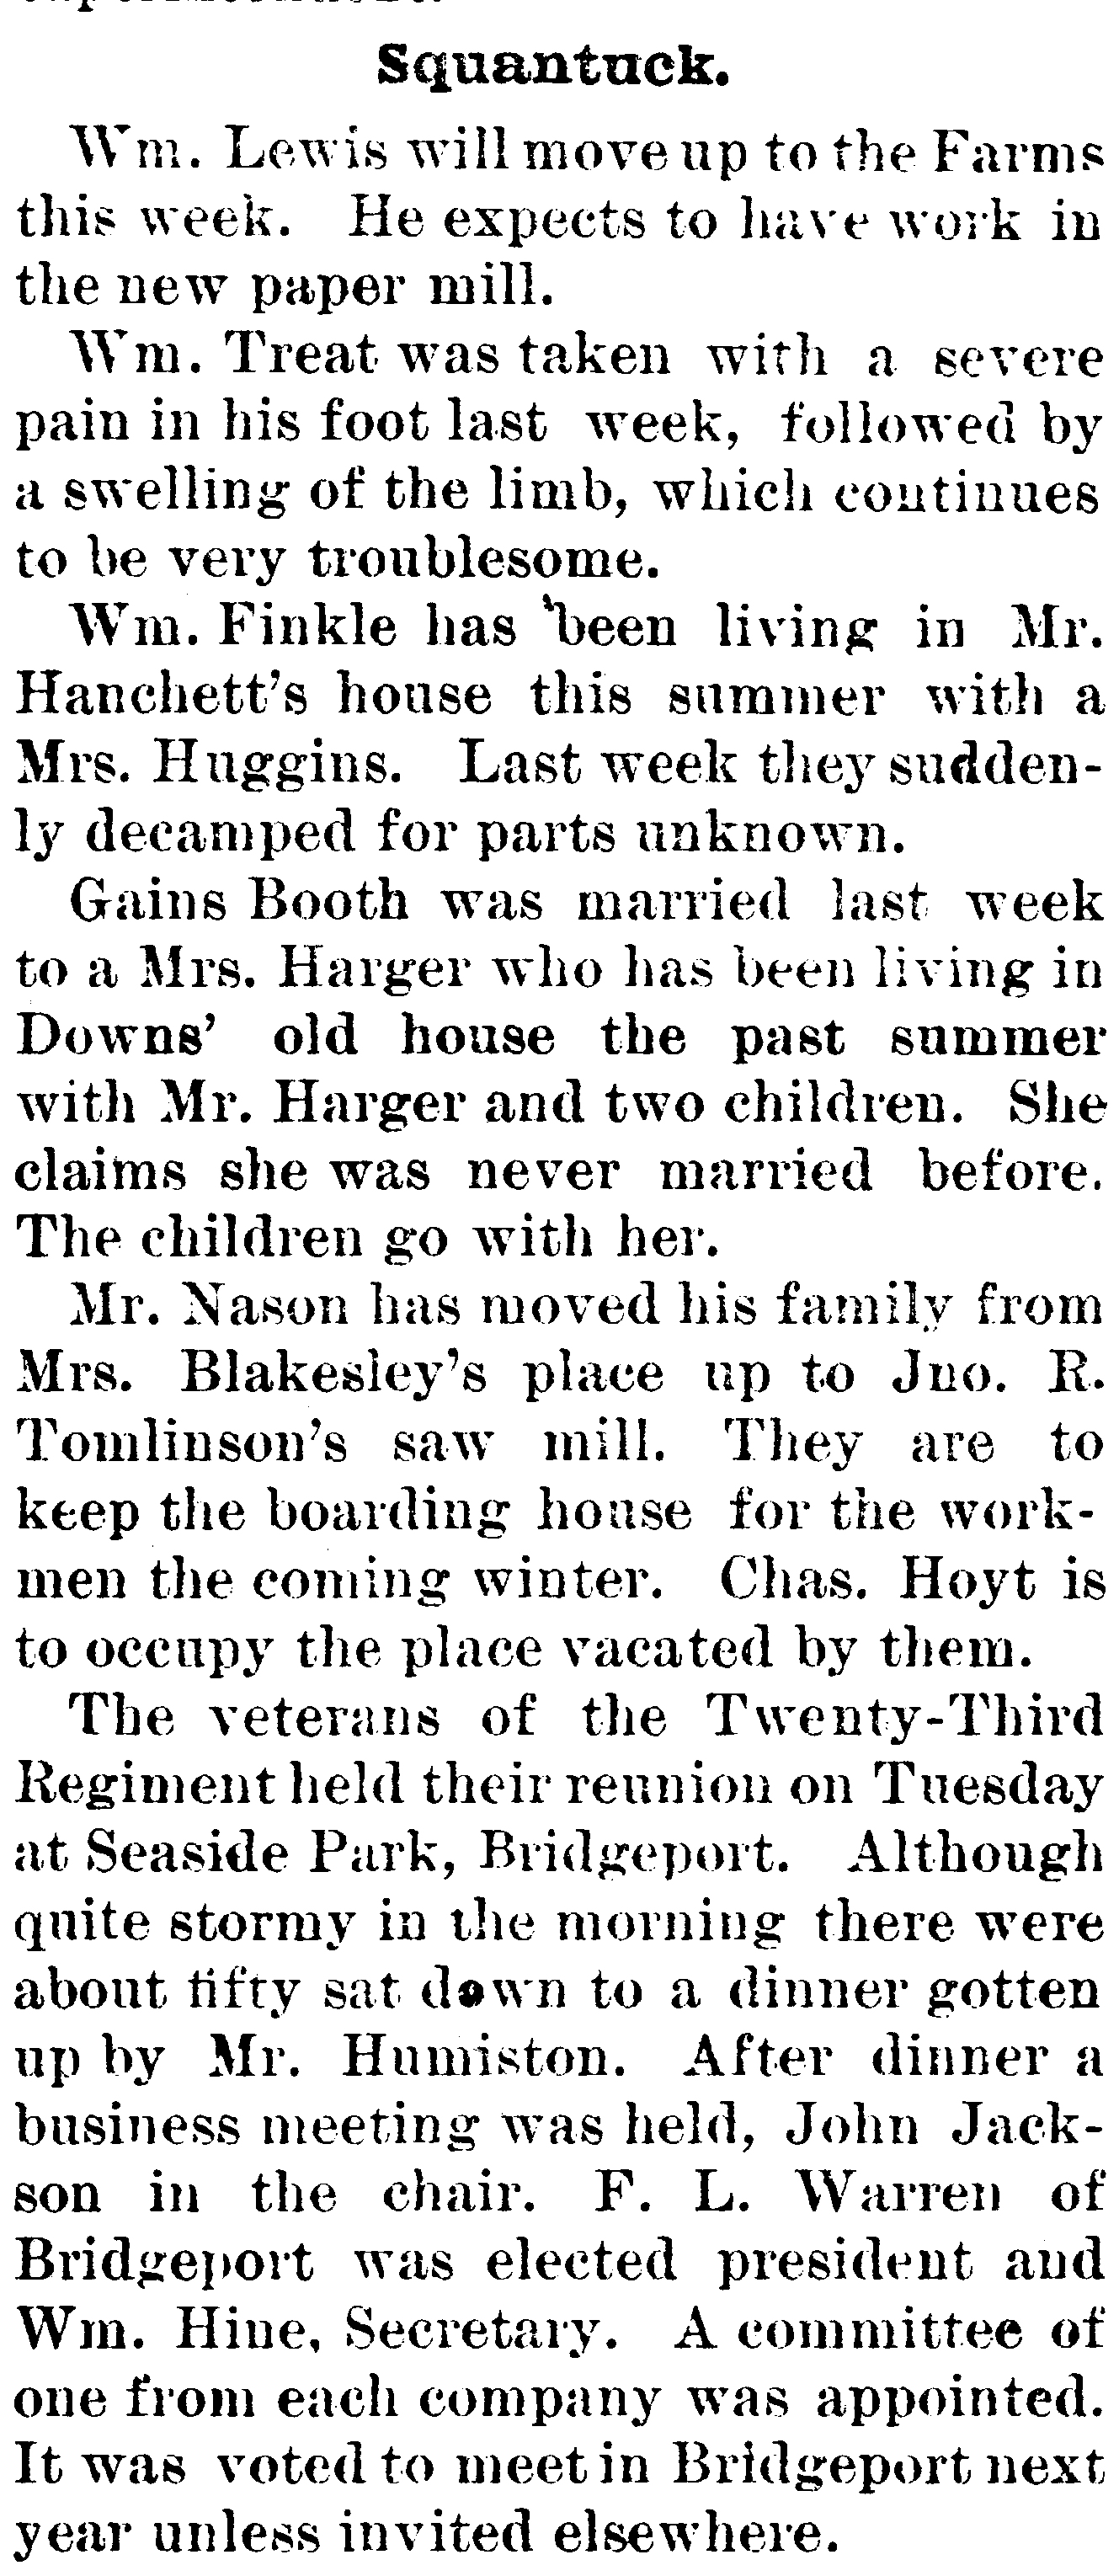 Squantuck.
Wm. Lewis will move up to the Farms
this week. He expects to have work in
the new paper mill.
Wm. Treat was taken with a severe
pain in his foot last week, followed by
a swelling of the limb, which continues
to be very troublesome.
Wm. Finkle has been living in Mr.
Hanchett's house this summer with a
Mrs. Huggins. Last week they sudden-
ly decamped for parts unknown.
Gains Booth was married last week
to a Mrs. Harger who has been living in
Downs' old house the past summer
with Mr. Harger and two children. She
claims she was never married before.
The children go with her.
Mr. Nason has moved his family from
Mrs. Blakesley's place up to Jno. R.
Tomlinson's saw mill. They are to
keep the boarding house for the work-
men the coming winter. Chas. Hoyt is
to occupy the place vacated by them.
The veterans of the Twenty-Third
Regiment held their reunion on Tuesday
at Seaside Park, Bridgeport. Although
quite stormy in the morning there were
about fifty sat down to a dinner gotten
up by Mr. Humiston. After dinner a
business meeting was held, John Jack-
son in the chair. F. L. Warren of
Bridgeport was elected president and
Wm. Hine, Secretary. A committee of
one from each company was appointed.
It was voted to meet in Bridgeport next
year unless invited elsewhere.